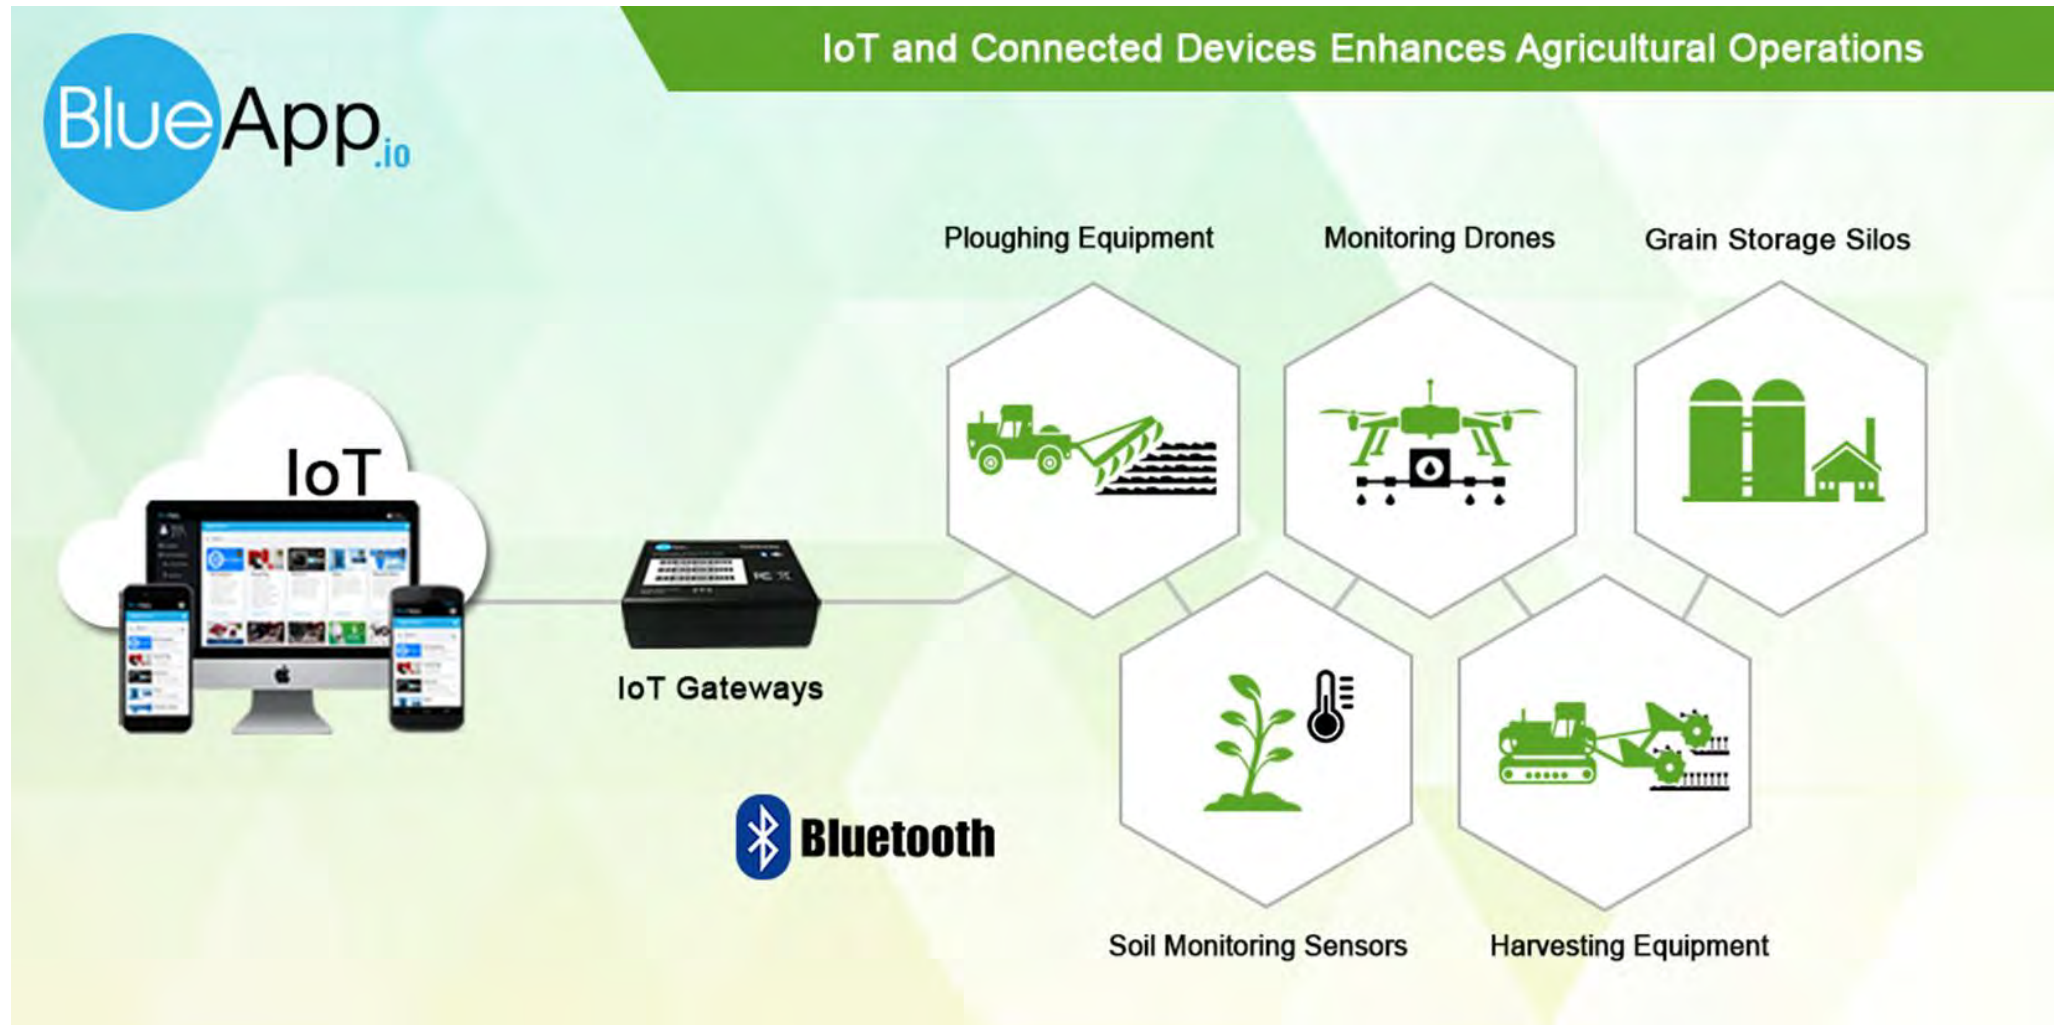 IoT and Connected Devices Enhances Agricultural Operations
BlueApp.io
Ploughing Equipment
Monitoring Drones
Grain Storage Silos
IoT
IoT Gateways
Bluetooth
Soil Monitoring Sensors
Harvesting Equipment